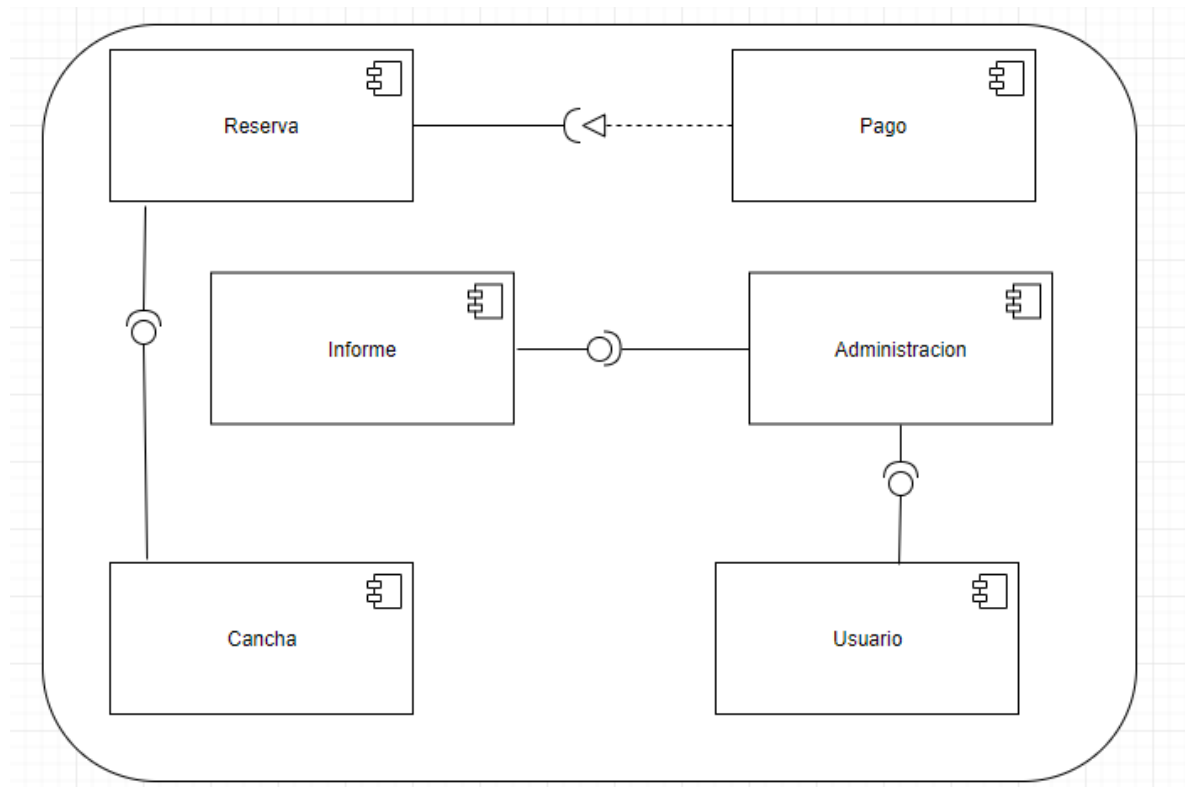 Reserva
Pago
Informe
Administracion
Cancha
Usuario